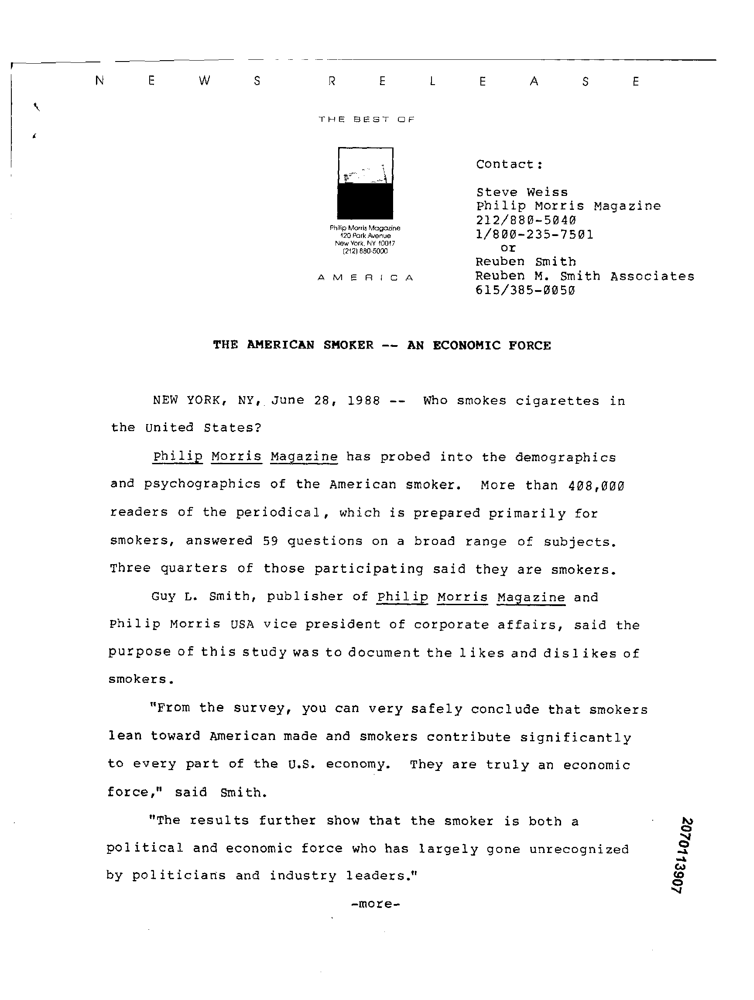 N E W S R E L E A S E
THE BEST OF
Philip Morris Magazine
120 Park Avenue
New York, NY 10017
(212) 880-5000
AMERICA
Contact:
Steve Weiss
Philip Morris Magazine
212/880-5040
1/800-235-7501
or
Reuben Smith
Reuben M. Smith Associates
615/385-0050
THE AMERICAN SMOKER -- AN ECONOMIC FORCE
NEW YORK, NY, June 28, 1988 -- Who smokes cigarettes in
the United States?
Philip Morris Magazine has probed into the demographics
and psychographics of the American smoker. More than 408,000
readers of the periodical, which is prepared primarily for
smokers, answered 59 questions on a broad range of subjects.
Three quarters of those participating said they are smokers.
Guy L. Smith, publisher of Philip Morris Magazine and
Philip Morris USA vice president of corporate affairs, said the
purpose of this study was to document the likes and dislikes of
smokers.
"From the survey, you can very safely conclude that smokers
lean toward American made and smokers contribute significantly
to every part of the U.S. economy. They are truly an economic
force," said Smith.
"The results further show that the smoker is both a
political and economic force who has largely gone unrecognized
by politicians and industry leaders."
-more-
2070113907